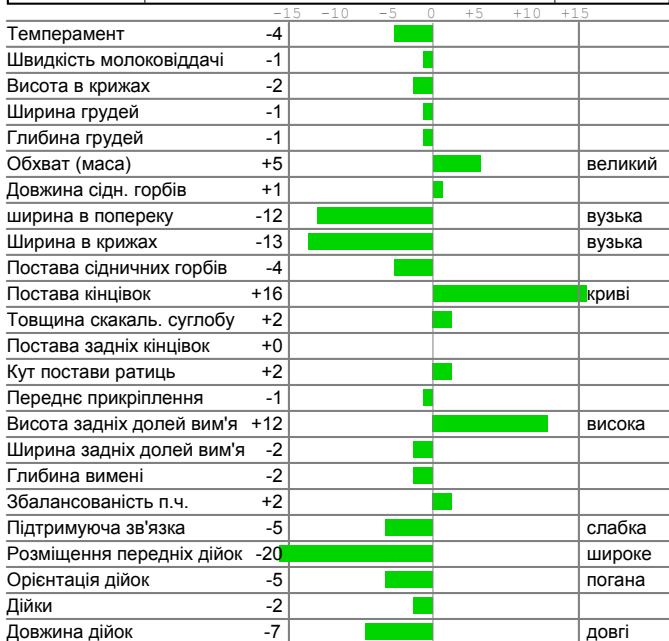 -15 -10 -5 0 +5 +10 +15
Темперамент -4
Швидкість молоковіддачі -1
Висота в крижах -2
Ширина грудей -1
Глибина грудей -1
Обхват (маса) +5 великий
Довжина сідн. горбів +1
ширина в попереку -12 вузька
Ширина в крижах -13 вузька
Постава сідничних горбів -4
Постава кінцівок +16 криві
Товщина скакаль. суглобу +2
Постава задніх кінцівок +0
Кут постави ратиць +2
Переднє прикріплення -1
Висота задніх долей вим'я +12 висока
Ширина задніх долей вим'я -2
Глибина вимені -2
Збалансованість п.ч. +2
Підтримуюча зв'язка -5 слабка
Розміщення передніх дійок -20 широке
Орієнтація дійок -5 погана
Дійки -2
Довжина дійок -7 довгі